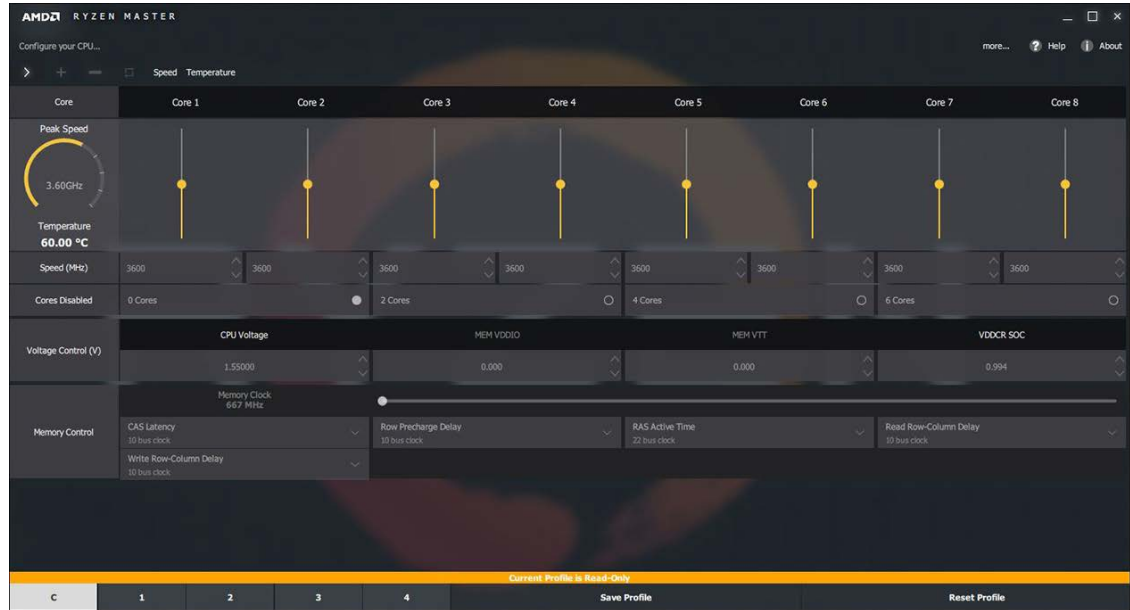 AMD RYZEN MASTER
Configure your CPU...
more... ? Help i About
Speed Temperature
Core Core 1 Core 2 Core 3 Core 4 Core 5 Core 6 Core 7 Core 8
Peak Speed
3.60GHz
Temperature
60.00 °C
Speed (MHz) 3600 3600 3600 3600 3600 3600 3600 3600
Cores Disabled 0 Cores 2 Cores 4 Cores 6 Cores
Voltage Control (V)
CPU Voltage MEM VDDIO MEM VTT VDDCR SOC
1.55000 0.000 0.000 0.994
Memory Control
Memory Clock
667 MHz
CAS Latency Row Precharge Delay RAS Active Time Read Row-Column Delay
10 bus clock 10 bus clock 22 bus clock 10 bus clock
Write Row-Column Delay
10 bus clock
Current Profile is Read-Only
C 1 2 3 4 Save Profile Reset Profile